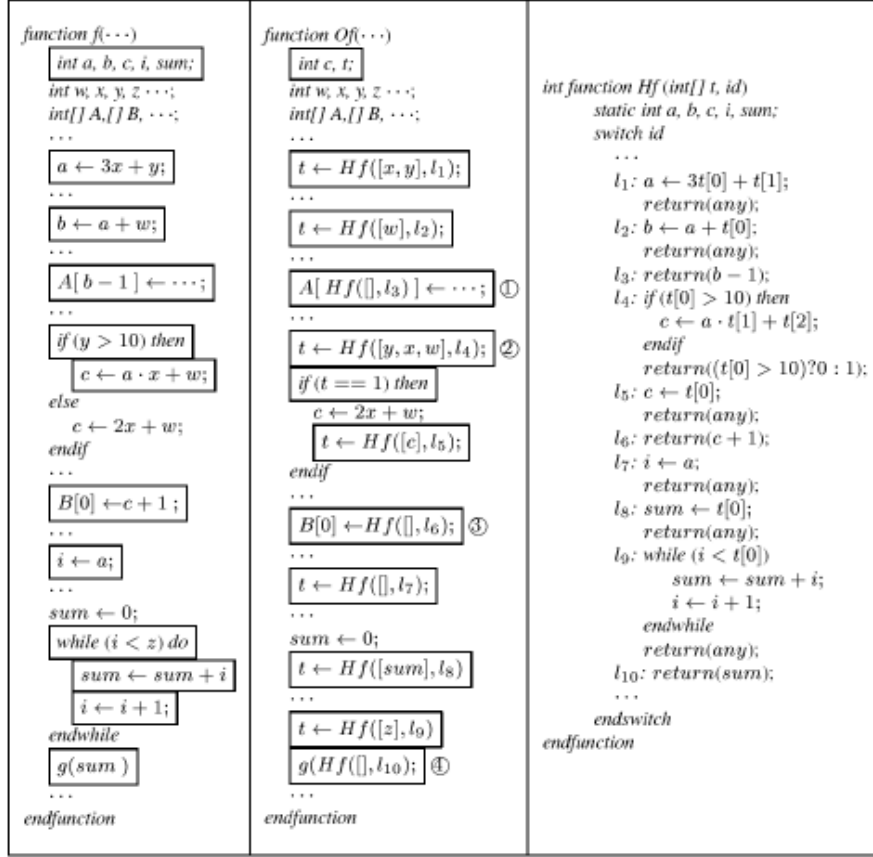 function f(···)
int a, b, c, i, sum;
int w, x, y, z ···;
int[] A,[] B, ···;
···
a ← 3x + y;
···
b ← a + w;
···
A[ b − 1 ] ← ···;
···
if (y > 10) then
c ← a · x + w;
else
c ← 2x + w;
endif
···
B[0] ←c + 1 ;
···
i ← a;
···
sum ← 0;
while (i < z) do
sum ← sum + i
i ← i + 1;
endwhile
g(sum )
···
endfunction
function Of(···)
int c, t;
int w, x, y, z ···;
int[] A,[] B, ···;
···
t ← Hf([x, y], l₁);
···
t ← Hf([w], l₂);
···
A[ Hf([], l₃) ] ← ···; ①
···
t ← Hf([y, x, w], l₄); ②
if (t == 1) then
c ← 2x + w;
t ← Hf([c], l₅);
endif
···
B[0] ←Hf([], l₆); ③
···
t ← Hf([], l₇);
···
sum ← 0;
t ← Hf([sum], l₈)
···
t ← Hf([z], l₉)
g(Hf([], l₁₀); ④
···
endfunction
int function Hf (int[] t, id)
static int a, b, c, i, sum;
switch id
···
l₁: a ← 3t[0] + t[1];
return(any);
l₂: b ← a + t[0];
return(any);
l₃: return(b − 1);
l₄: if(t[0] > 10) then
c ← a · t[1] + t[2];
endif
return((t[0] > 10)?0 : 1);
l₅: c ← t[0];
return(any);
l₆: return(c + 1);
l₇: i ← a;
return(any);
l₈: sum ← t[0];
return(any);
l₉: while (i < t[0])
sum ← sum + i;
i ← i + 1;
endwhile
return(any);
l₁₀: return(sum);
···
endswitch
endfunction